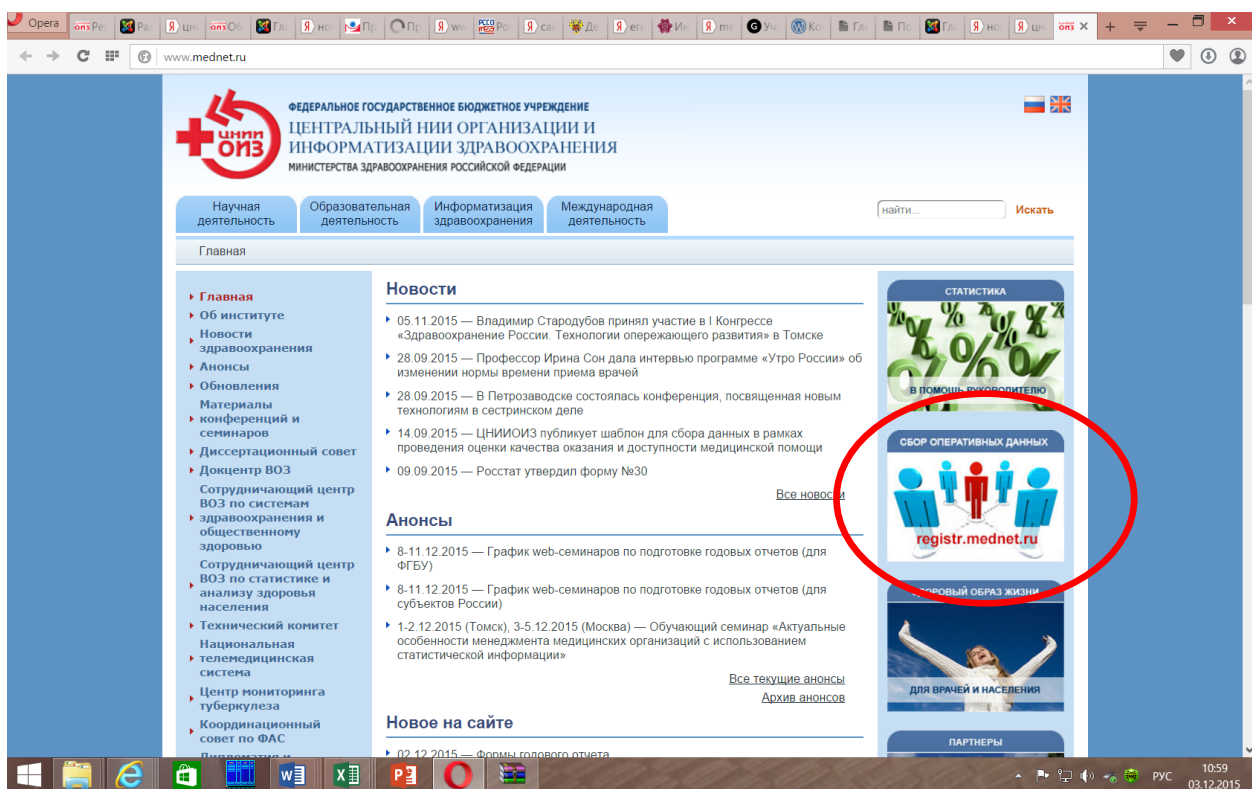 Opera
www.mednet.ru
ФЕДЕРАЛЬНОЕ ГОСУДАРСТВЕННОЕ БЮДЖЕТНОЕ УЧРЕЖДЕНИЕ
ЦЕНТРАЛЬНЫЙ НИИ ОРГАНИЗАЦИИ И
ИНФОРМАТИЗАЦИИ ЗДРАВООХРАНЕНИЯ
МИНИСТЕРСТВА ЗДРАВООХРАНЕНИЯ РОССИЙСКОЙ ФЕДЕРАЦИИ
ЦНИИ
ОИЗ
Научная
деятельность
Образовательная
деятельность
Информатизация
здравоохранения
Международная
деятельность
найти...
Искать
Главная
Главная
Об институте
Новости
здравоохранения
Анонсы
Обновления
Материалы
конференций и
семинаров
Диссертационный совет
Докцентр ВОЗ
Сотрудничающий центр
ВОЗ по системам
здравоохранения и
общественному
здоровью
Сотрудничающий центр
ВОЗ по статистике и
анализу здоровья
населения
Технический комитет
Национальная
телемедицинская
система
Центр мониторинга
туберкулеза
Координационный
совет по ФАС
Новости
05.11.2015 — Владимир Стародубов принял участие в I Конгрессе
«Здравоохранение России. Технологии опережающего развития» в Томске
28.09.2015 — Профессор Ирина Сон дала интервью программе «Утро России» об
изменении нормы времени приема врачей
28.09.2015 — В Петрозаводске состоялась конференция, посвященная новым
технологиям в сестринском деле
14.09.2015 — ЦНИИОИЗ публикует шаблон для сбора данных в рамках
проведения оценки качества оказания и доступности медицинской помощи
09.09.2015 — Росстат утвердил форму №30
Все новости
Анонсы
8-11.12.2015 — График web-семинаров по подготовке годовых отчетов (для
ФГБУ)
8-11.12.2015 — График web-семинаров по подготовке годовых отчетов (для
субъектов России)
1-2.12.2015 (Томск), 3-5.12.2015 (Москва) — Обучающий семинар «Актуальные
особенности менеджмента медицинских организаций с использованием
статистической информации»
Все текущие анонсы
Архив анонсов
Новое на сайте
02.12.2015 — Формы годового отчета
СТАТИСТИКА
В ПОМОЩЬ РУКОВОДИТЕЛЮ
СБОР ОПЕРАТИВНЫХ ДАННЫХ
registr.mednet.ru
ЗДОРОВЫЙ ОБРАЗ ЖИЗНИ
ДЛЯ ВРАЧЕЙ И НАСЕЛЕНИЯ
ПАРТНЕРЫ
РУС
10:59
03.12.2015